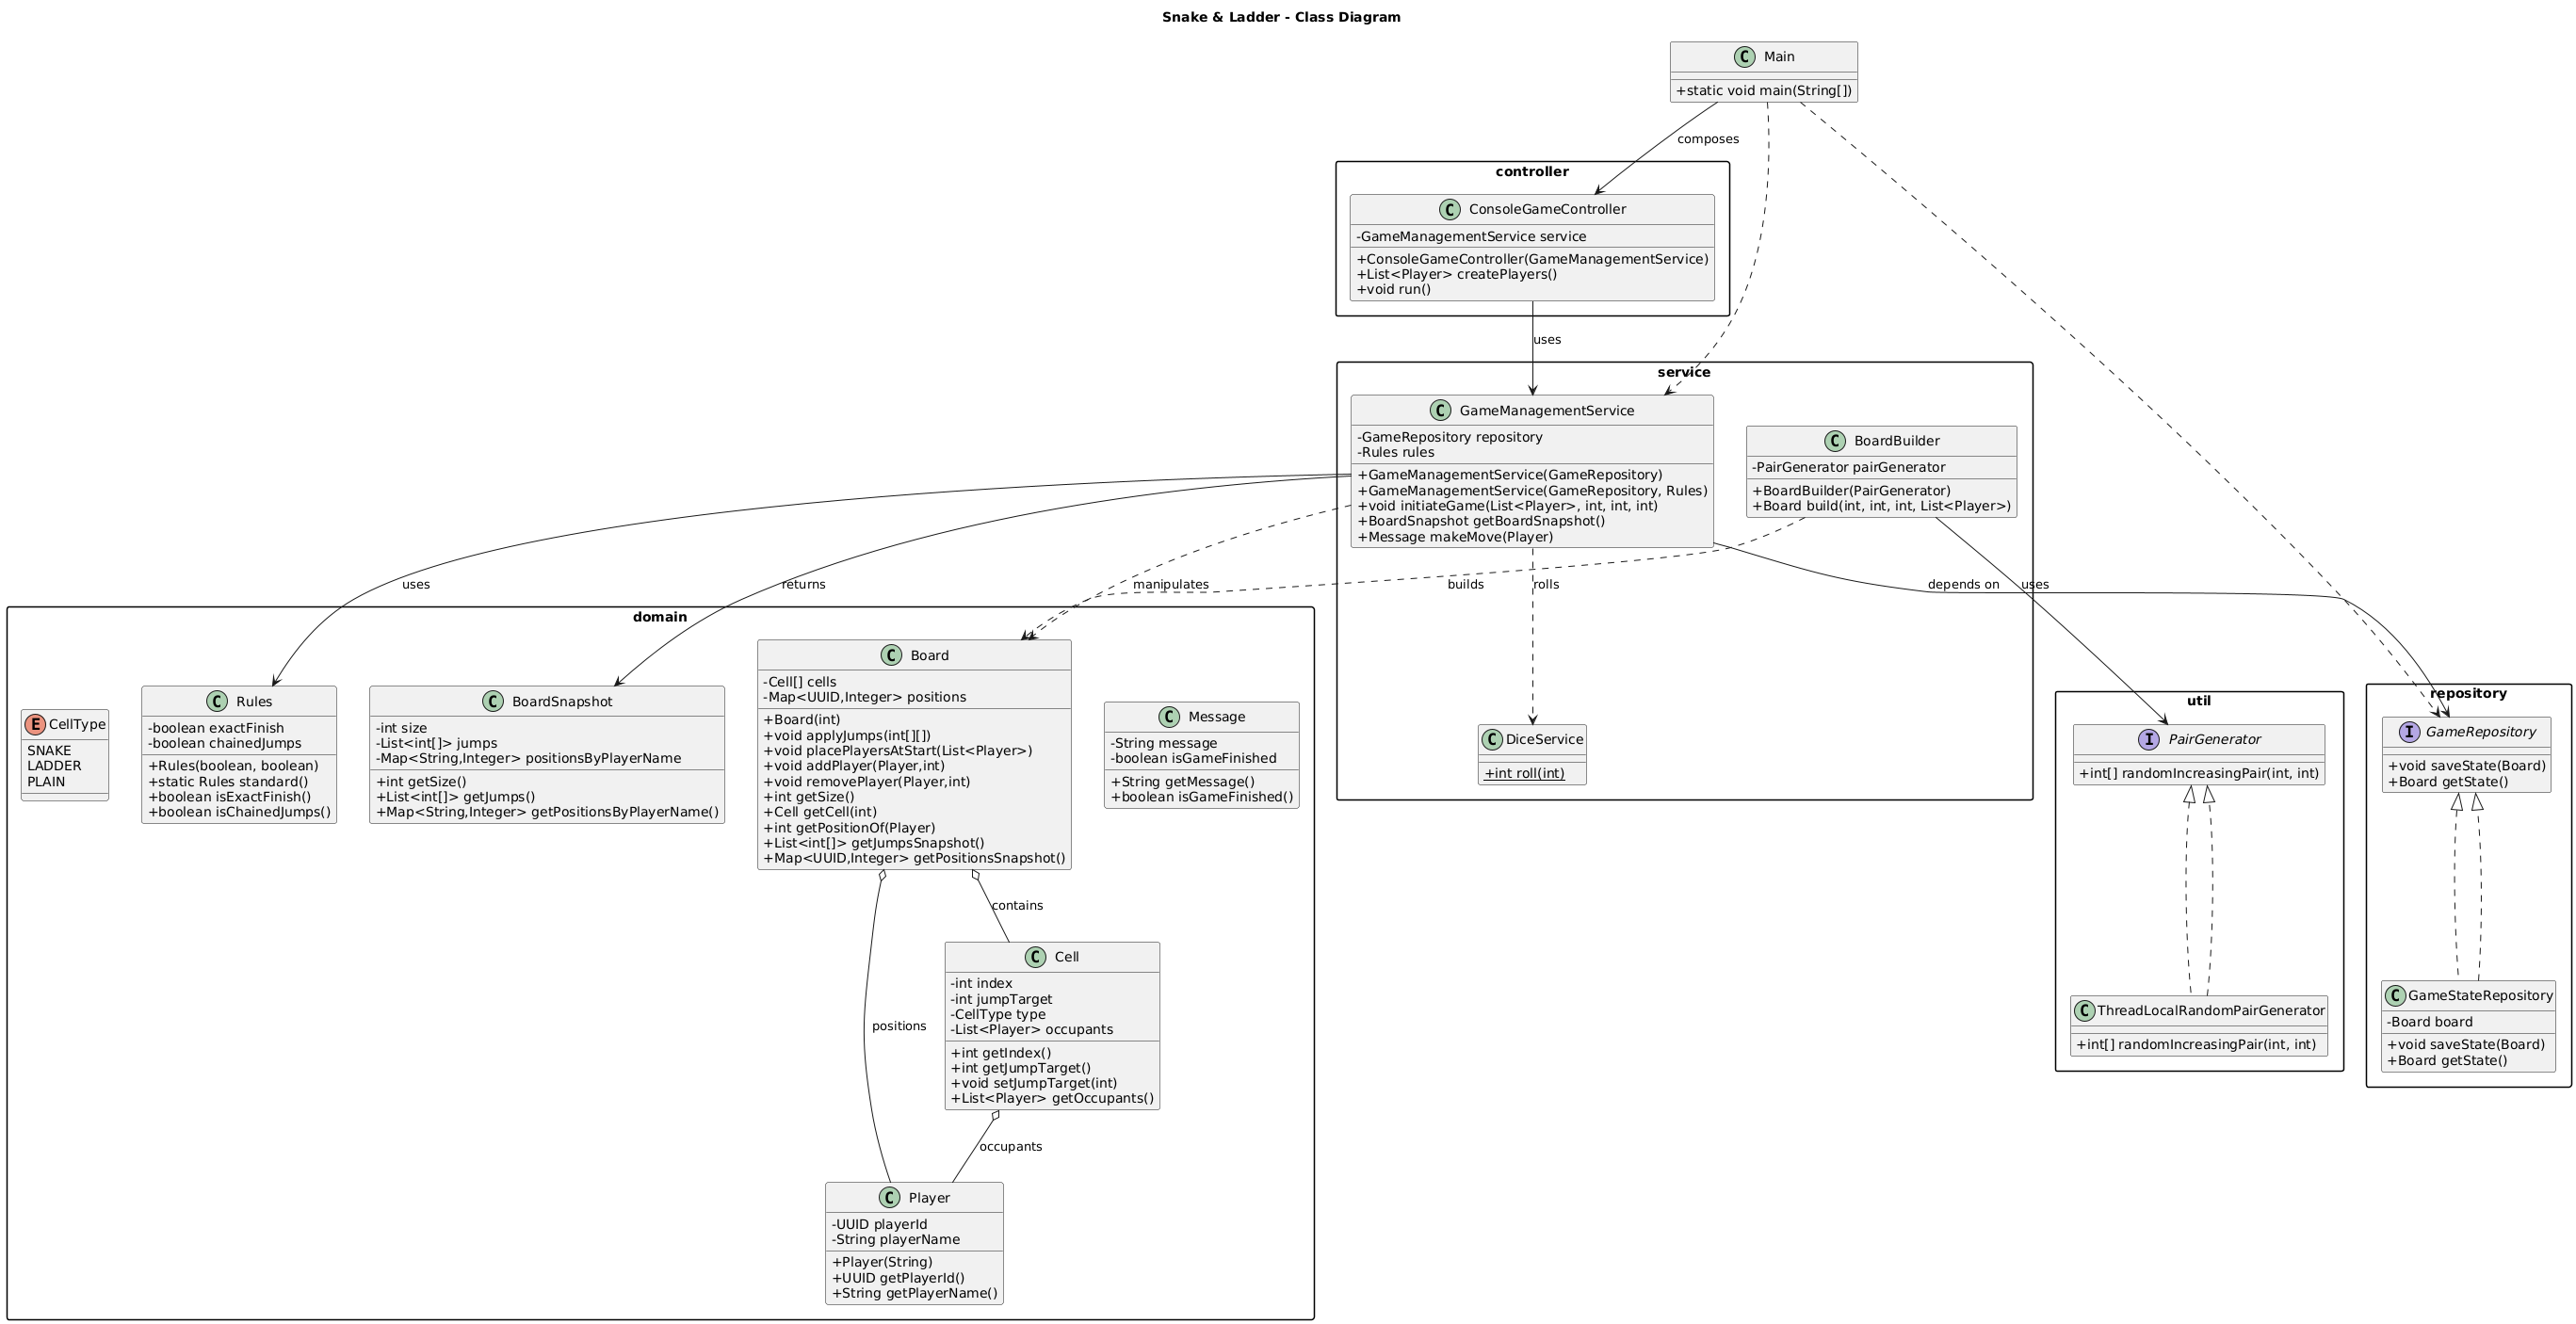 Snake & Ladder - Class Diagram
C Main
+static void main(String[])
composes
controller
C ConsoleGameController
-GameManagementService service
+ConsoleGameController(GameManagementService)
+List<Player> createPlayers()
+void run()
uses
service
C GameManagementService
-GameRepository repository
-Rules rules
+GameManagementService(GameRepository)
+GameManagementService(GameRepository, Rules)
+void initiateGame(List<Player>, int, int, int)
+BoardSnapshot getBoardSnapshot()
+Message makeMove(Player)
C BoardBuilder
-PairGenerator pairGenerator
+BoardBuilder(PairGenerator)
+Board build(int, int, int, List<Player>)
uses
returns
manipulates
builds
rolls
depends on
uses
domain
E CellType
SNAKE
LADDER
PLAIN
C Rules
-boolean exactFinish
-boolean chainedJumps
+Rules(boolean, boolean)
+static Rules standard()
+boolean isExactFinish()
+boolean isChainedJumps()
C BoardSnapshot
-int size
-List<int[]> jumps
-Map<String,Integer> positionsByPlayerName
+int getSize()
+List<int[]> getJumps()
+Map<String,Integer> getPositionsByPlayerName()
C Board
-Cell[] cells
-Map<UUID,Integer> positions
+Board(int)
+void applyJumps(int[][])
+void placePlayersAtStart(List<Player>)
+void addPlayer(Player,int)
+void removePlayer(Player,int)
+int getSize()
+Cell getCell(int)
+int getPositionOf(Player)
+List<int[]> getJumpsSnapshot()
+Map<UUID,Integer> getPositionsSnapshot()
C Message
-String message
-boolean isGameFinished
+String getMessage()
+boolean isGameFinished()
C DiceService
+int roll(int)
util
I PairGenerator
+int[] randomIncreasingPair(int, int)
repository
I GameRepository
+void saveState(Board)
+Board getState()
contains
positions
C Cell
-int index
-int jumpTarget
-CellType type
-List<Player> occupants
+int getIndex()
+int getJumpTarget()
+void setJumpTarget(int)
+List<Player> getOccupants()
C ThreadLocalRandomPairGenerator
+int[] randomIncreasingPair(int, int)
C GameStateRepository
-Board board
+void saveState(Board)
+Board getState()
occupants
C Player
-UUID playerId
-String playerName
+Player(String)
+UUID getPlayerId()
+String getPlayerName()